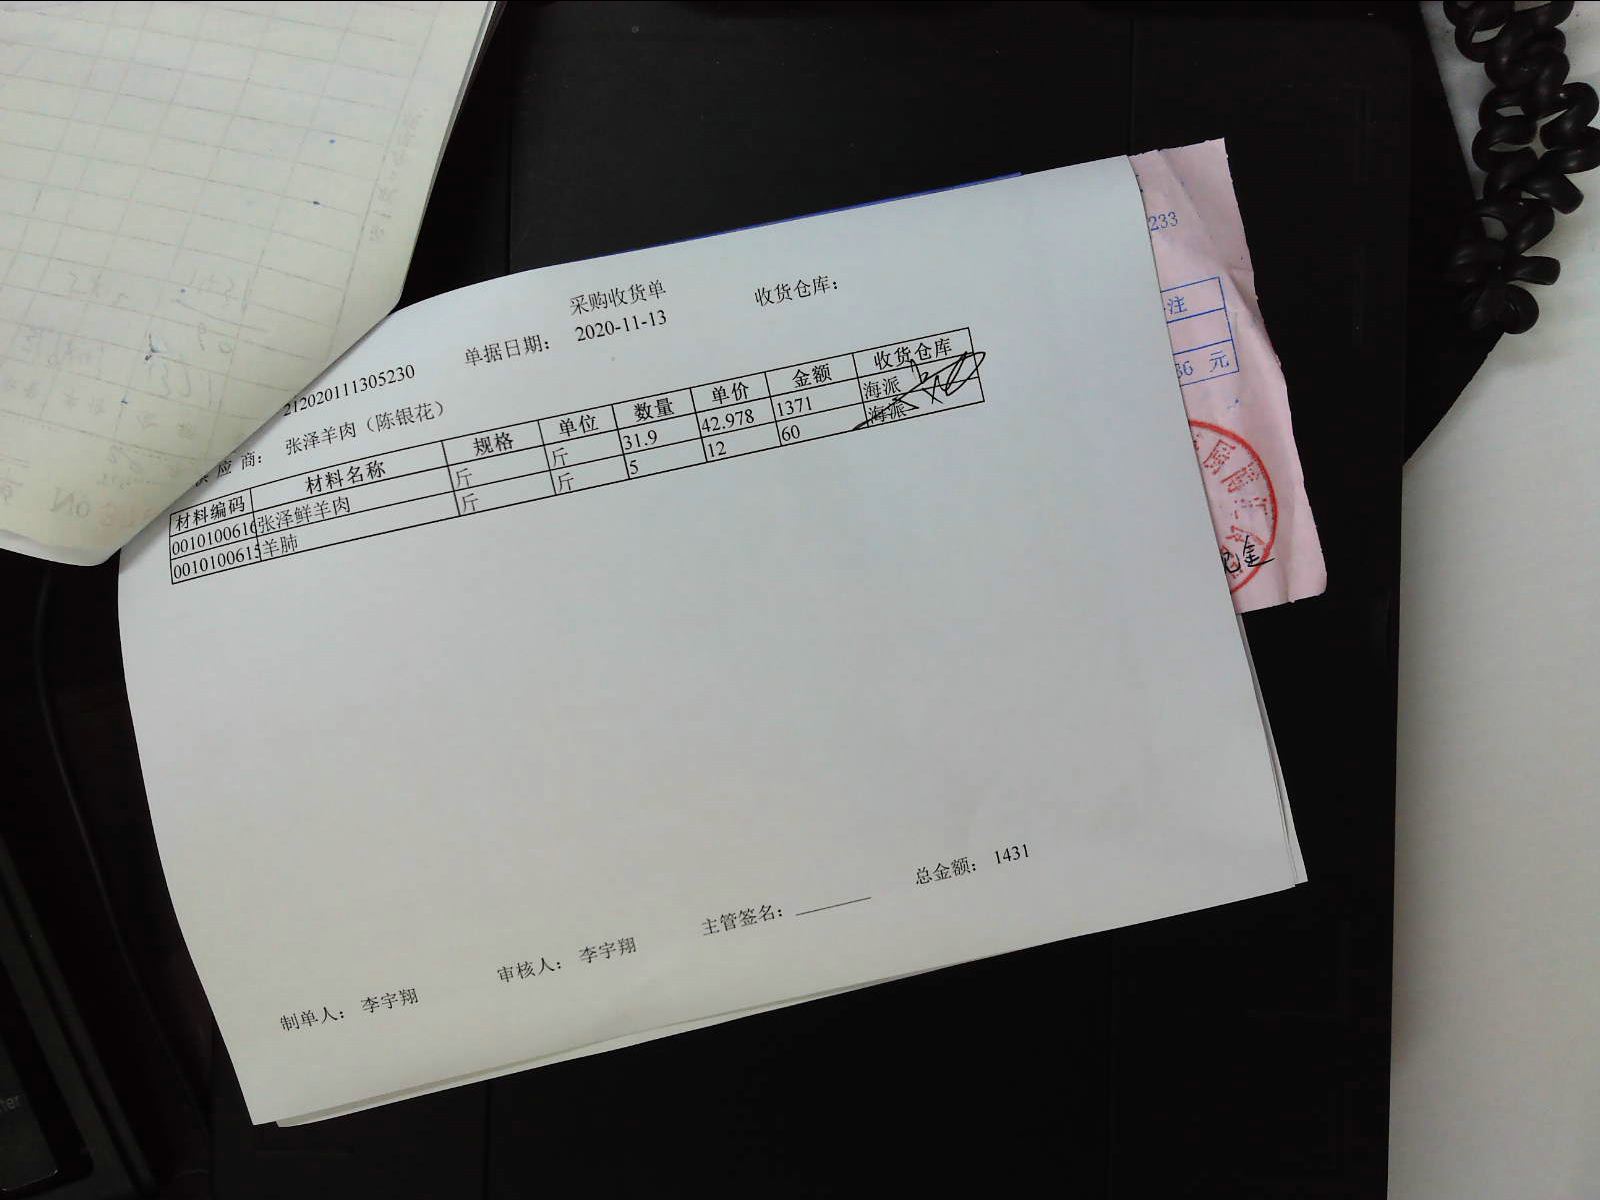 采购收货单
收货仓库：
212020111305230
单据日期： 2020-11-13
供 应 商： 张泽羊肉（陈银花）
材料编码 材料名称 规格 单位 数量 单价 金额 收货仓库
0010100616 张泽鲜羊肉 斤 斤 31.9 42.978 1371 海派
0010100615 羊肺 斤 斤 5 12 60 海派
总金额： 1431
制单人： 李宇翔 审核人： 李宇翔 主管签名：
233
注
36 元